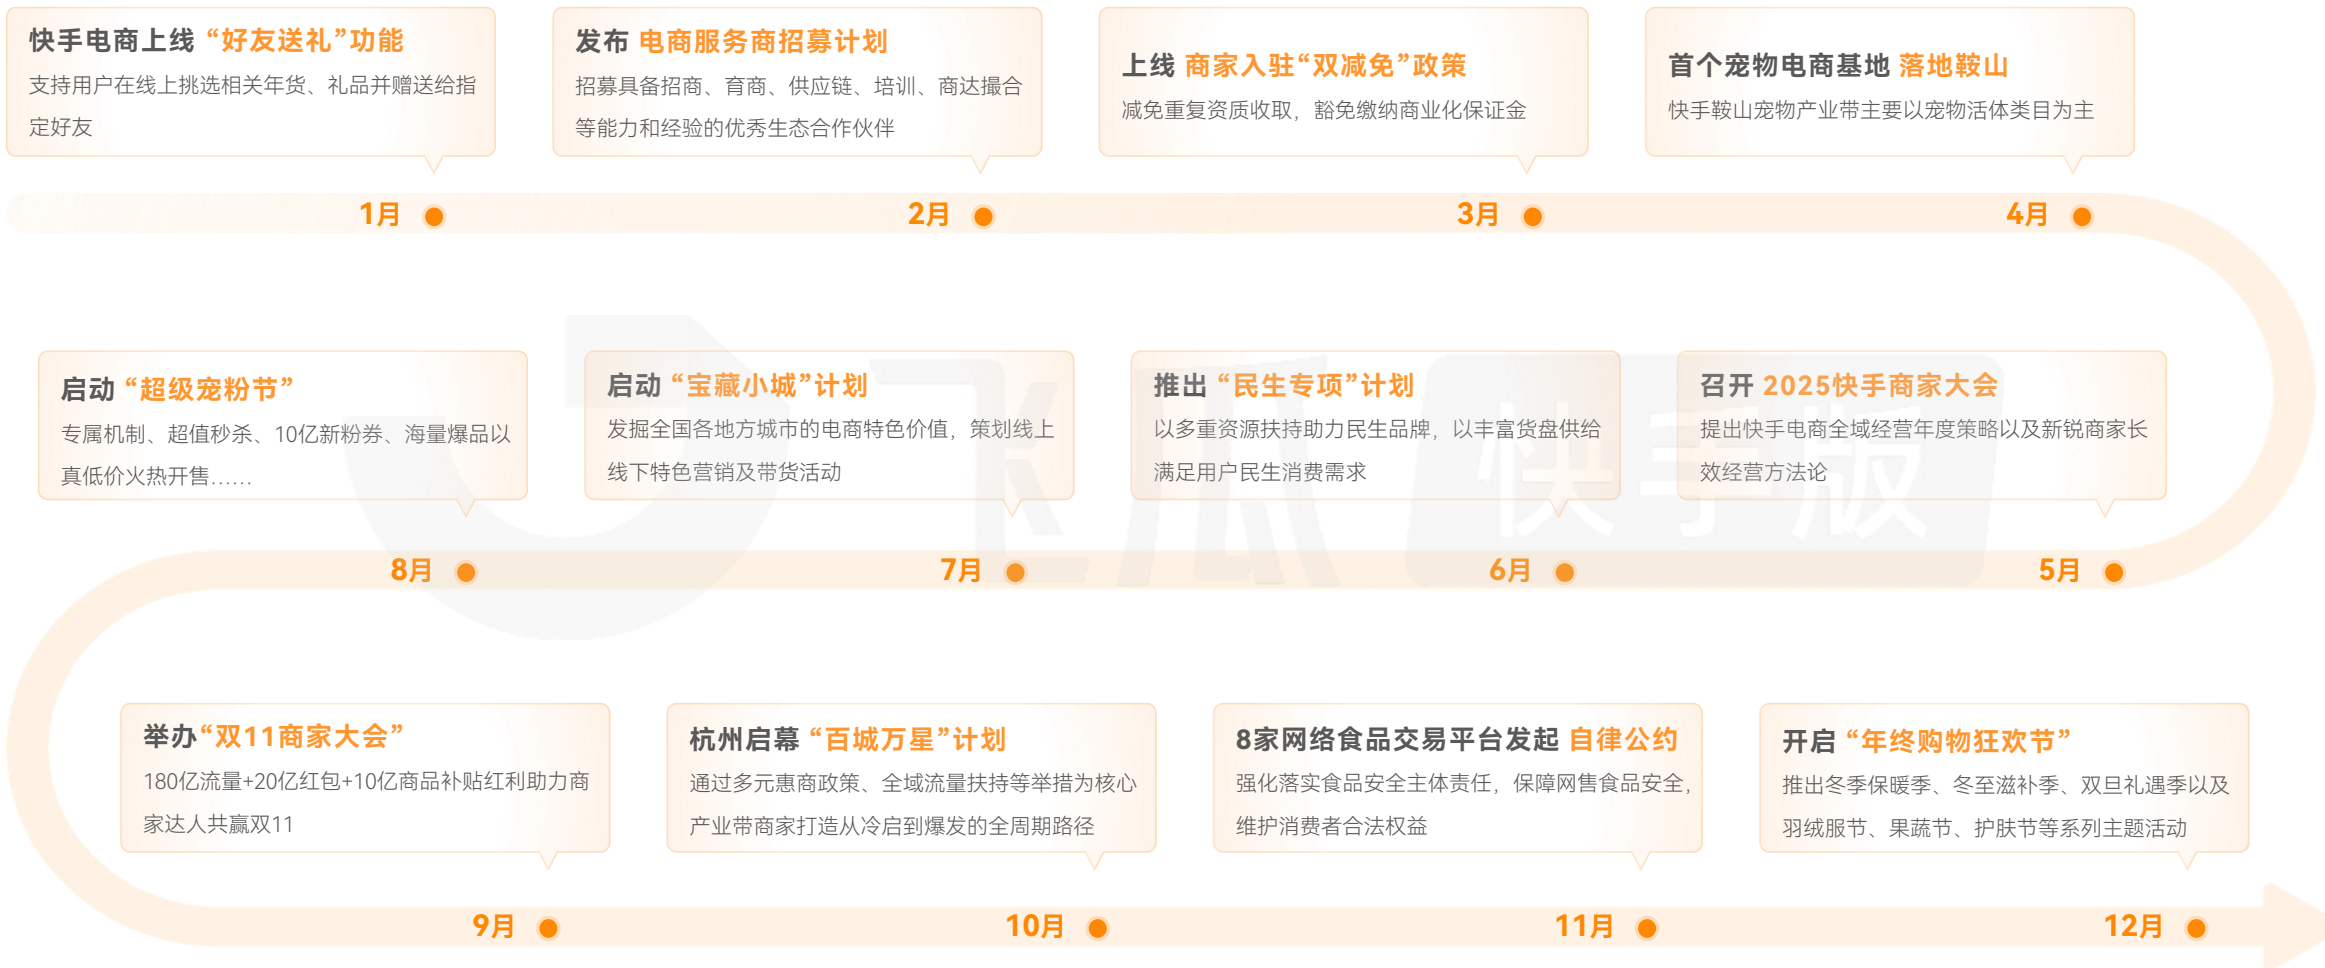 快手电商上线 “好友送礼”功能
支持用户在线上挑选相关年货、礼品并赠送给指
定好友
1月
发布 电商服务商招募计划
招募具备招商、育商、供应链、培训、商达撮合
等能力和经验的优秀生态合作伙伴
2月
上线 商家入驻“双减免”政策
减免重复资质收取，豁免缴纳商业化保证金
3月
首个宠物电商基地 落地鞍山
快手鞍山宠物产业带主要以宠物活体类目为主
4月
召开 2025快手商家大会
提出快手电商全域经营年度策略以及新锐商家长
效经营方法论
5月
推出 “民生专项”计划
以多重资源扶持助力民生品牌，以丰富货盘供给
满足用户民生消费需求
6月
启动 “宝藏小城”计划
发掘全国各地方城市的电商特色价值，策划线上
线下特色营销及带货活动
7月
启动 “超级宠粉节”
专属机制、超值秒杀、10亿新粉券、海量爆品以
真低价火热开售……
8月
举办“双11商家大会”
180亿流量+20亿红包+10亿商品补贴红利助力商
家达人共赢双11
9月
杭州启幕 “百城万星”计划
通过多元惠商政策、全域流量扶持等举措为核心
产业带商家打造从冷启到爆发的全周期路径
10月
8家网络食品交易平台发起 自律公约
强化落实食品安全主体责任，保障网售食品安全，
维护消费者合法权益
11月
开启 “年终购物狂欢节”
推出冬季保暖季、冬至滋补季、双旦礼遇季以及
羽绒服节、果蔬节、护肤节等系列主题活动
12月
飞瓜 快手版